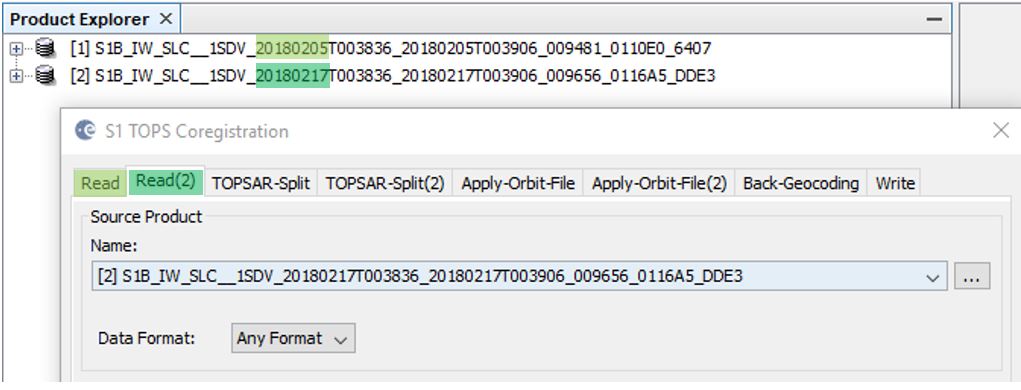 Product Explorer
[1] S1B_IW_SLC__1SDV_20180205T003836_20180205T003906_009481_0110E0_6407
[2] S1B_IW_SLC__1SDV_20180217T003836_20180217T003906_009656_0116A5_DDE3
S1 TOPS Coregistration
Read Read(2) TOPSAR-Split TOPSAR-Split(2) Apply-Orbit-File Apply-Orbit-File(2) Back-Geocoding Write
Source Product
Name:
[2] S1B_IW_SLC__1SDV_20180217T003836_20180217T003906_009656_0116A5_DDE3 ...
Data Format: Any Format